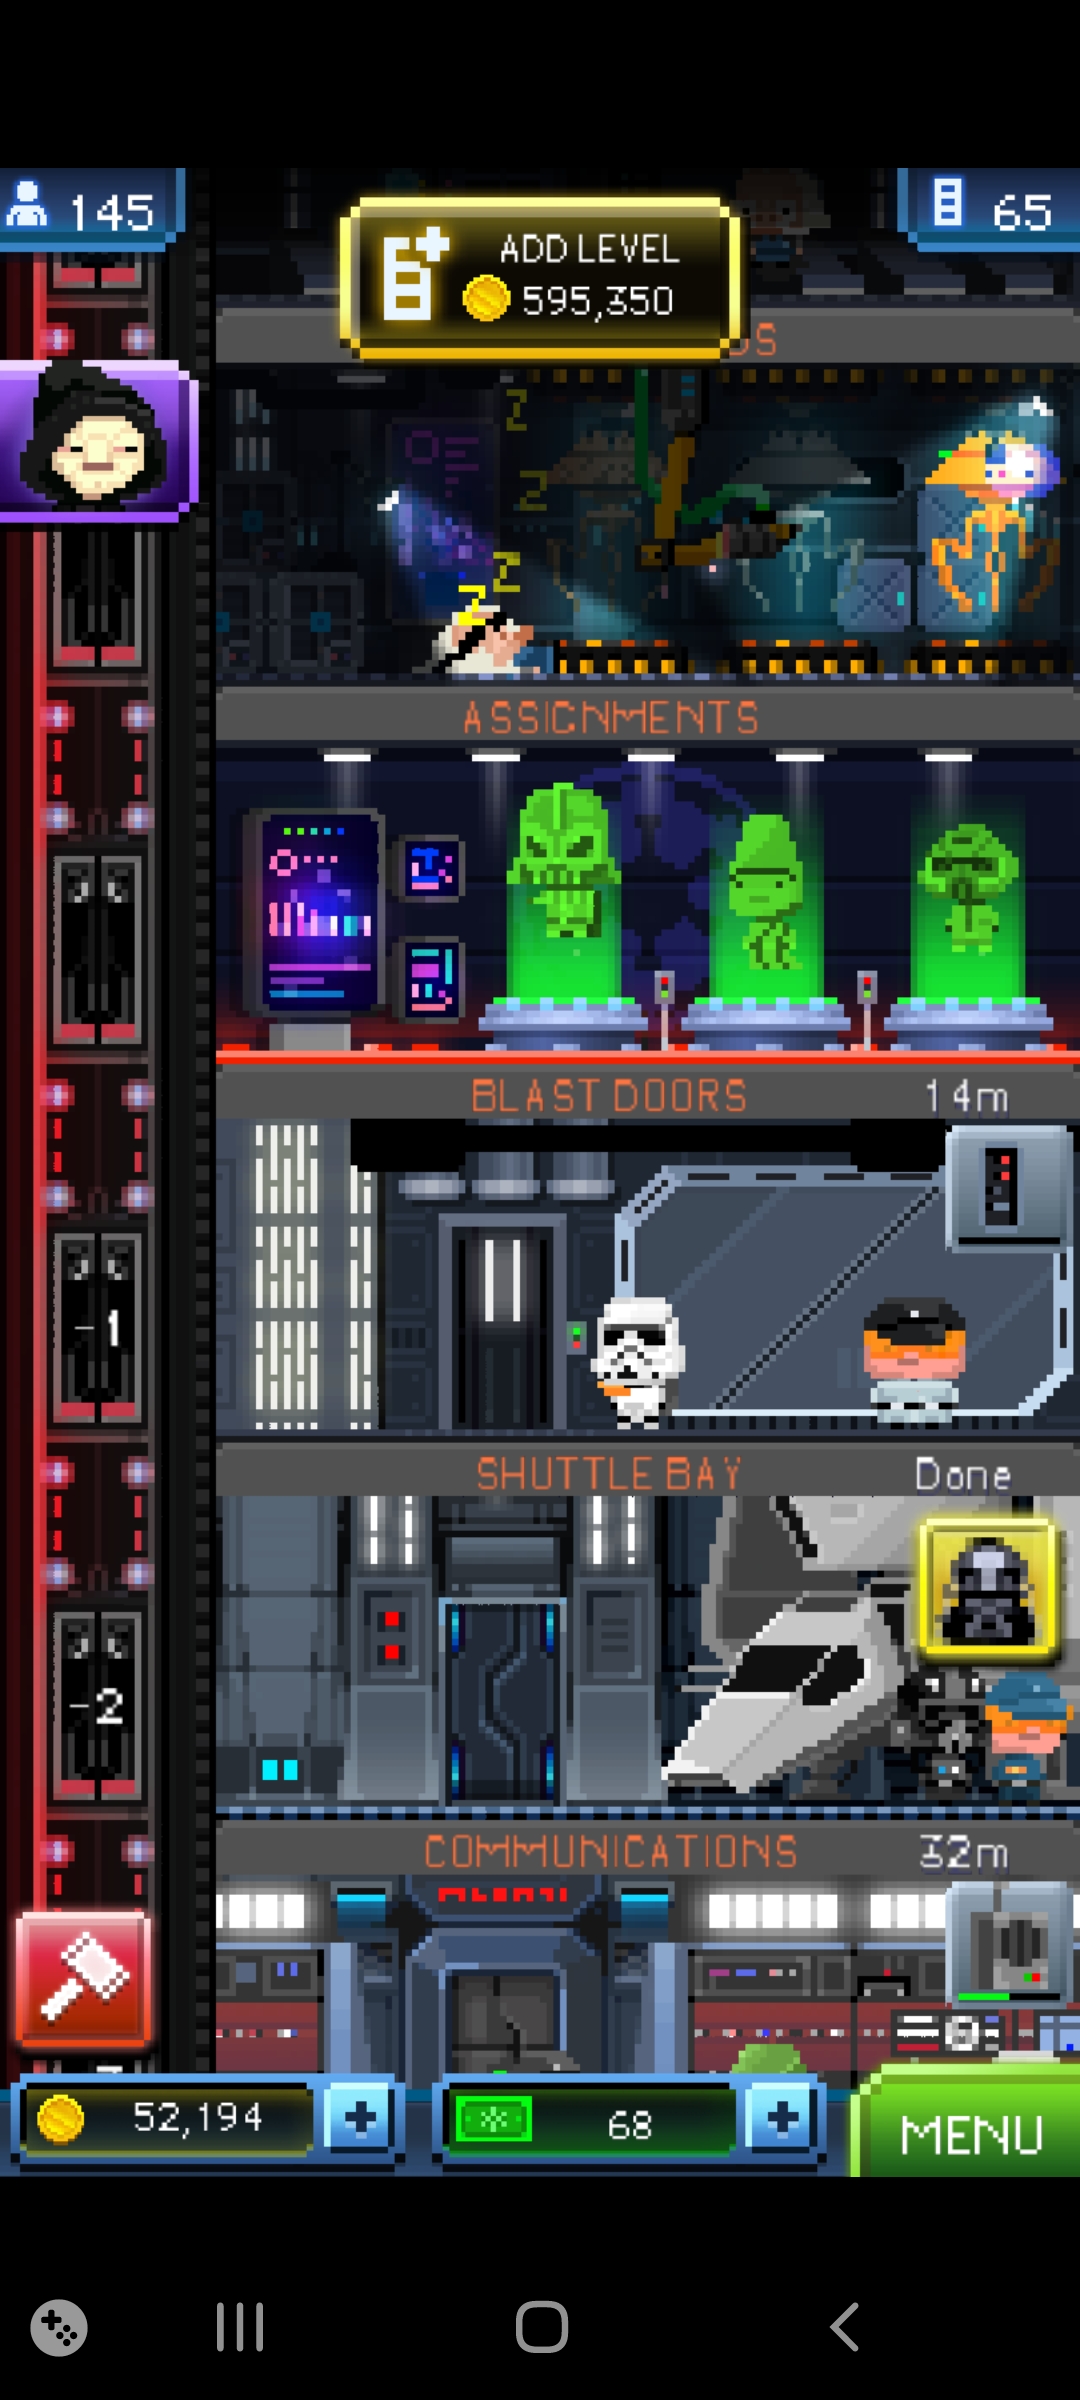 145
ADD LEVEL
595,350
65
DS
Z
Z
Z
Z
ASSIGNMENTS
BLAST DOORS 14m
-1
SHUTTLE BAY Done
-2
COMMUNICATIONS 32m
52,194
68
MENU